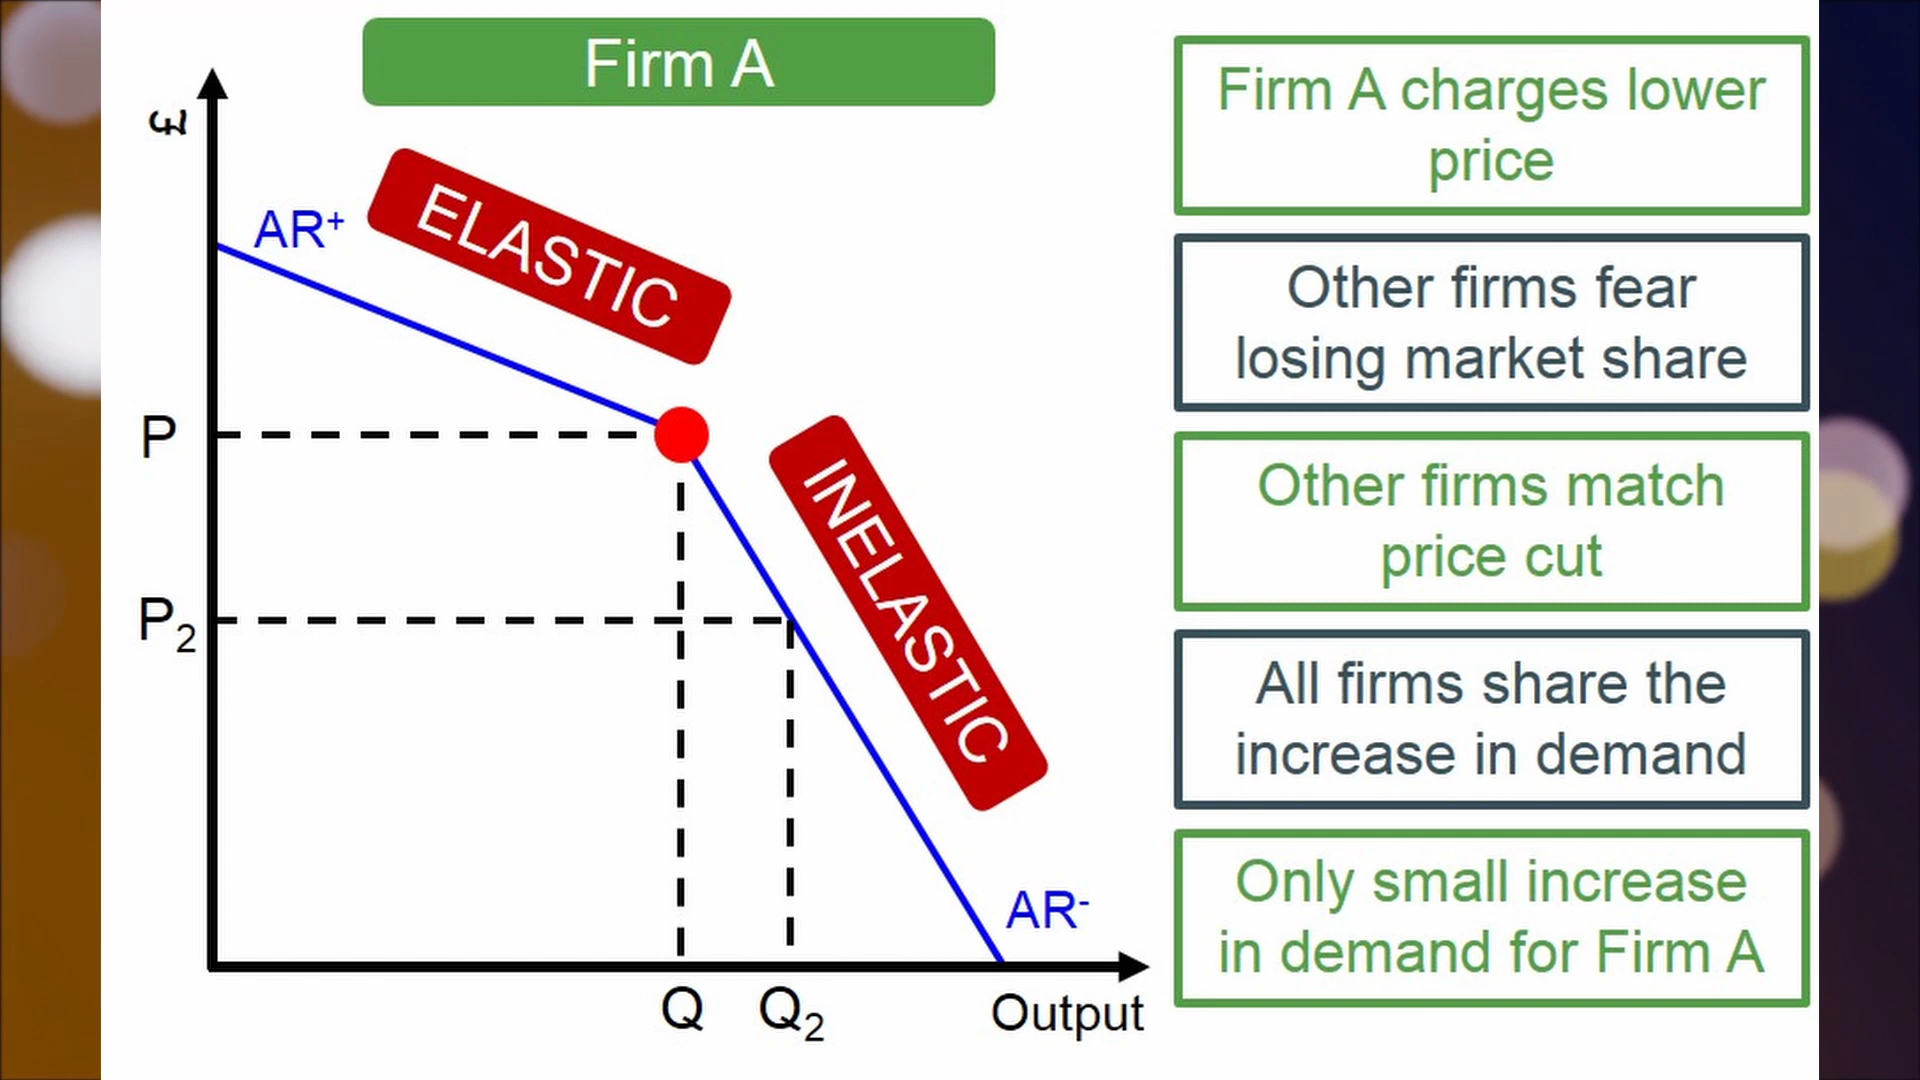 Firm A
£
AR⁺
ELASTIC
P
INELASTIC
P₂
AR⁻
Q
Q₂
Output
Firm A charges lower
price
Other firms fear
losing market share
Other firms match
price cut
All firms share the
increase in demand
Only small increase
in demand for Firm A